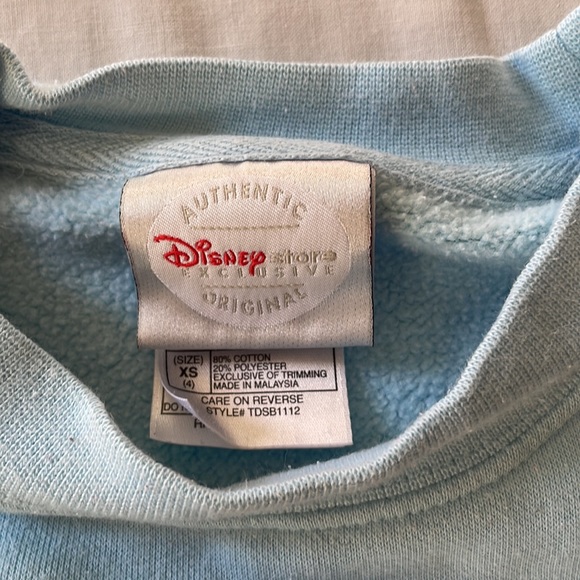 AUTHENTIC
Disney store
EXCLUSIVE
ORIGINAL
(SIZE)
XS
(4)
80% COTTON
20% POLYESTER
EXCLUSIVE OF TRIMMING
MADE IN MALAYSIA
CARE ON REVERSE
DO
STYLE# TDSB1112